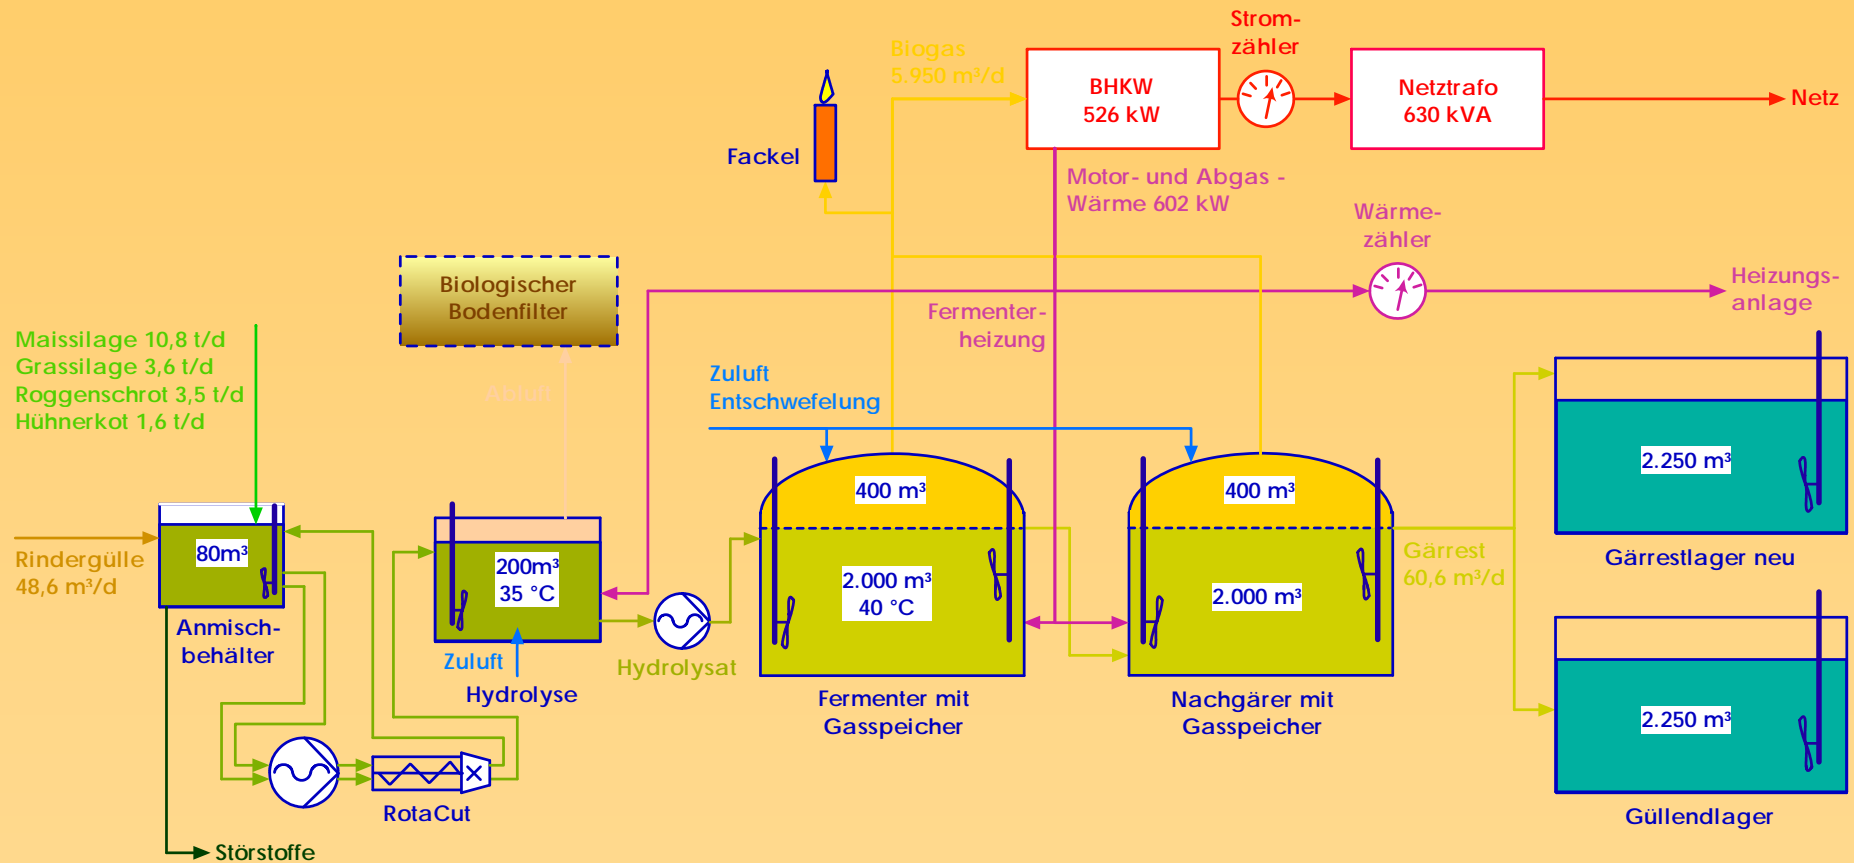 Strom-
zähler
Biogas
5.950 m³/d
BHKW
526 kW
Netztrafo
630 kVA
Netz
Fackel
Motor- und Abgas -
Wärme 602 kW
Wärme-
zähler
Biologischer
Bodenfilter
Heizungs-
anlage
Fermenter-
heizung
Maissilage 10,8 t/d
Grassilage 3,6 t/d
Roggenschrot 3,5 t/d
Hühnerkot 1,6 t/d
Abluft
Zuluft
Entschwefelung
400 m³
400 m³
2.250 m³
Rindergülle
48,6 m³/d
80m³
200m³
35 °C
2.000 m³
40 °C
2.000 m³
Gärrest
60,6 m³/d
Gärrestlager neu
Anmisch-
behälter
Zuluft
Hydrolyse
Hydrolysat
Fermenter mit
Gasspeicher
Nachgärer mit
Gasspeicher
2.250 m³
RotaCut
Güllendlager
Störstoffe